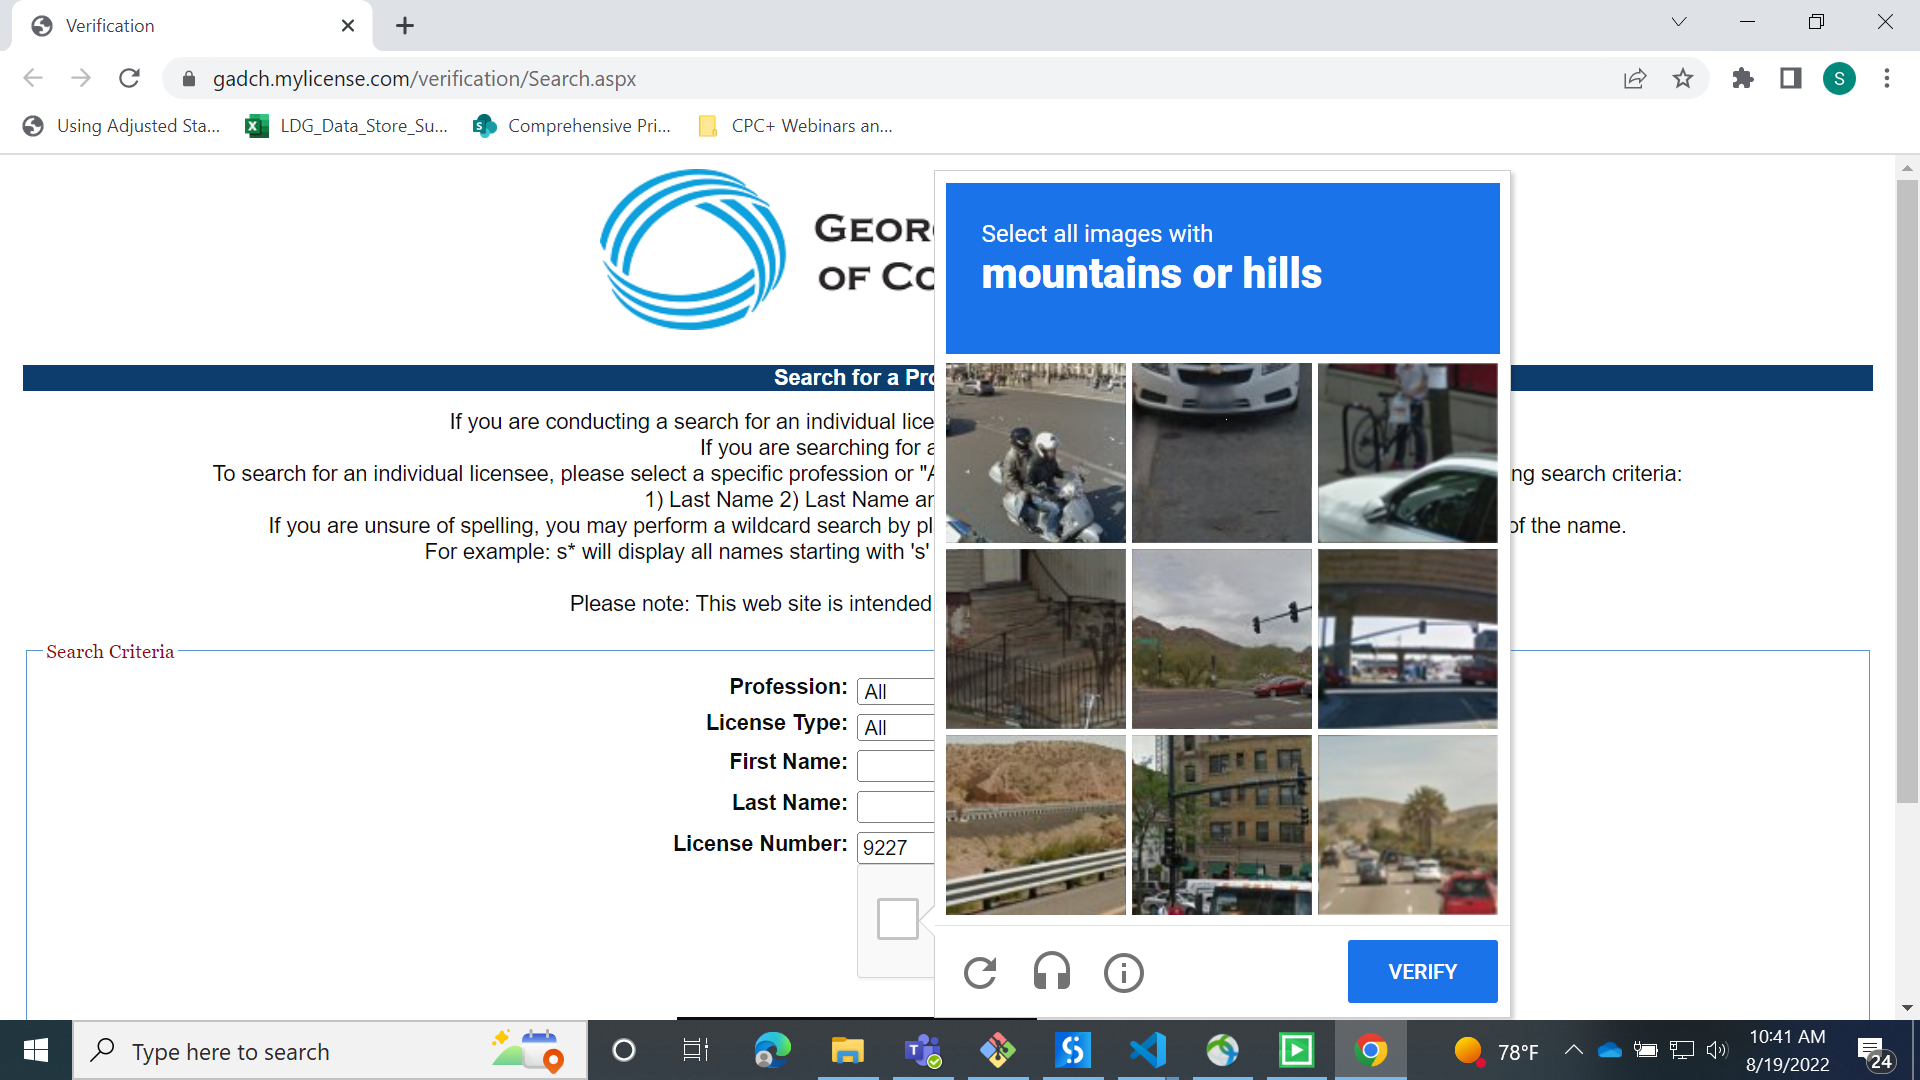 Verification
gadch.mylicense.com/verification/Search.aspx
S
Using Adjusted Sta...
LDG_Data_Store_Su...
Comprehensive Pri...
CPC+ Webinars an...
GEOR
OF CO
Search for a Pro
If you are conducting a search for an individual lice
If you are searching for a
To search for an individual licensee, please select a specific profession or "A
ng search criteria:
1) Last Name 2) Last Name an
If you are unsure of spelling, you may perform a wildcard search by pl
of the name.
For example: s* will display all names starting with 's'
Please note: This web site is intended
Search Criteria
Profession: All
License Type: All
First Name:
Last Name:
License Number: 9227
Select all images with
mountains or hills
VERIFY
Type here to search
78°F
10:41 AM
8/19/2022
24